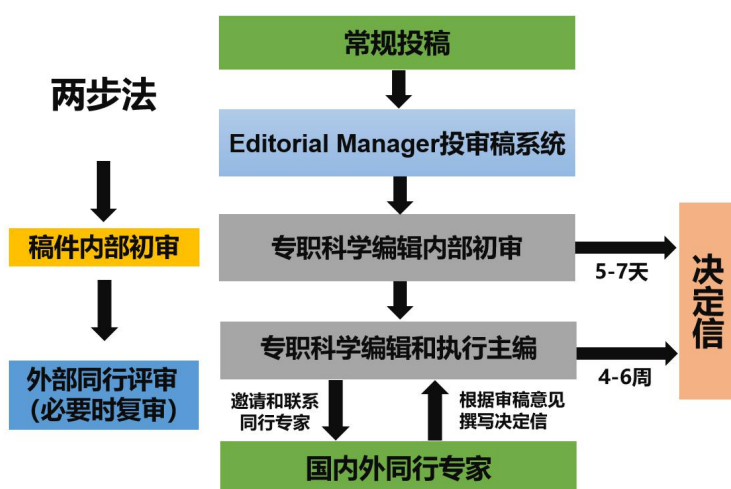 常规投稿
两步法
Editorial Manager投审稿系统
稿件内部初审
专职科学编辑内部初审
5-7天
决定信
专职科学编辑和执行主编
4-6周
外部同行评审
(必要时复审)
邀请和联系
同行专家
根据审稿意见
撰写决定信
国内外同行专家